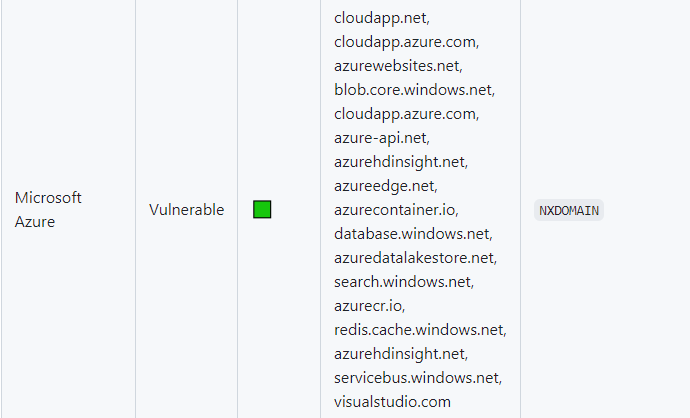 cloudapp.net,
cloudapp.azure.com,
azurewebsites.net,
blob.core.windows.net,
cloudapp.azure.com,
azure-api.net,
azurehdinsight.net,
azureedge.net,
azurecontainer.io,
database.windows.net,
azuredatalakestore.net,
search.windows.net,
azurecr.io,
redis.cache.windows.net,
azurehdinsight.net,
servicebus.windows.net,
visualstudio.com
Microsoft
Azure
Vulnerable
NXDOMAIN